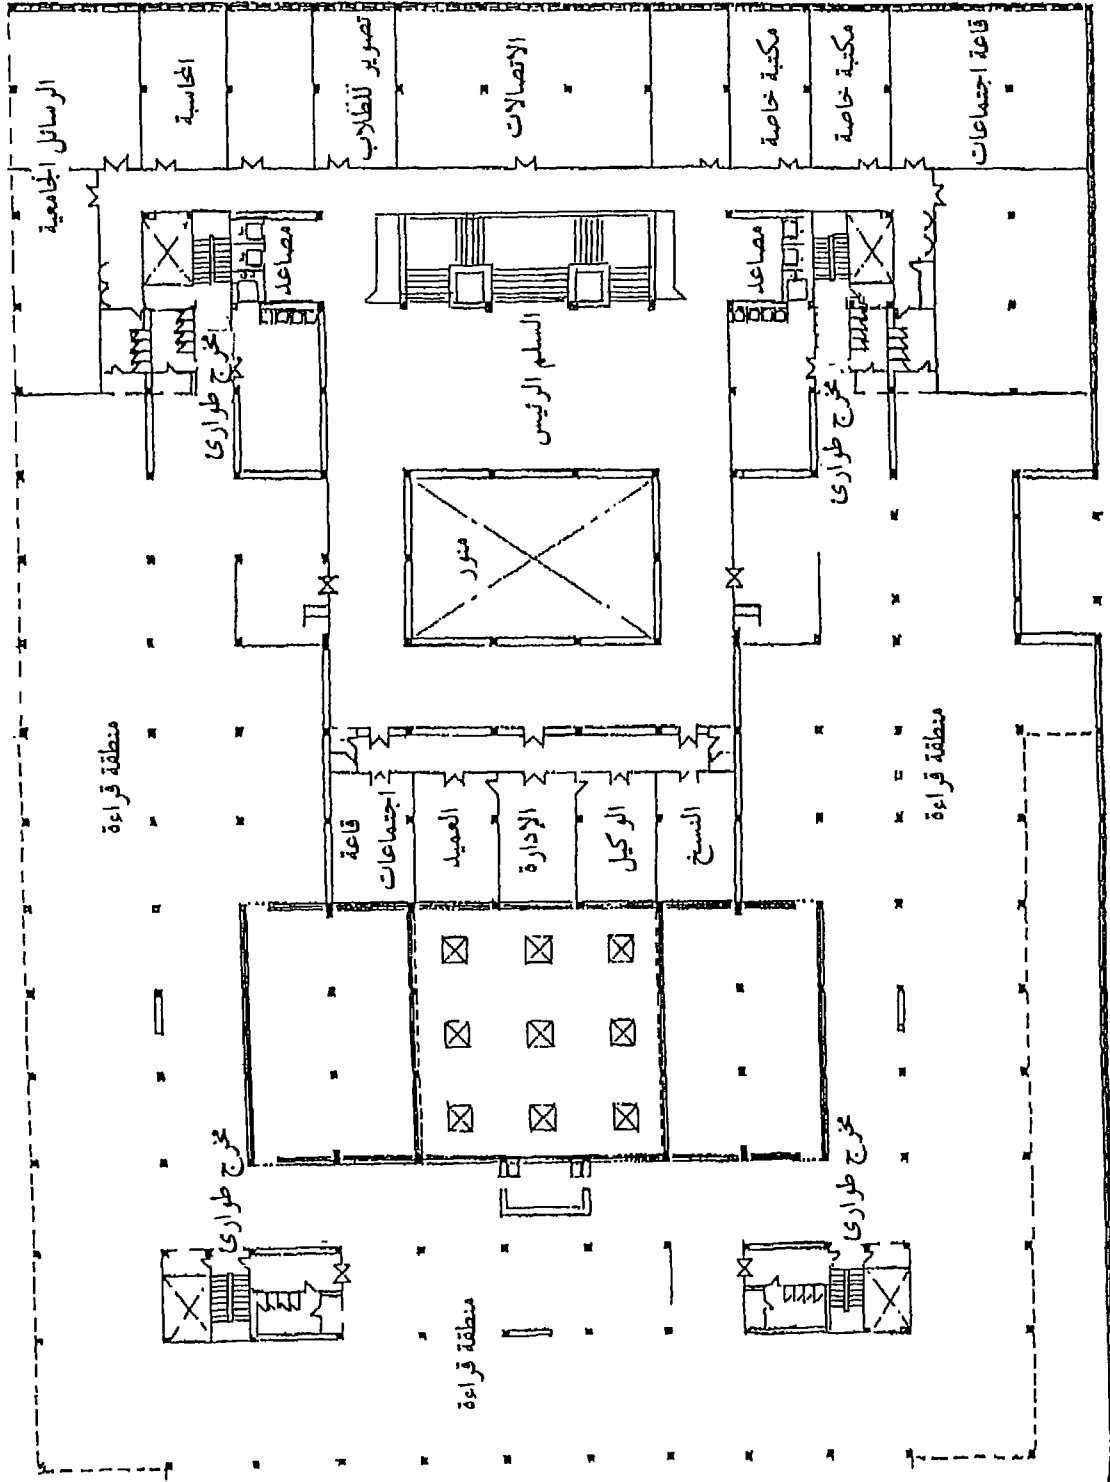 الرسائل الجامعية
المحاسبة
تصوير للطلاب
الاتصالات
مكتبة خاصة
مكتبة خاصة
قاعة اجتماعات
مصاعد
مصاعد
السلم الرئيس
مخرج طوارئ
مخرج طوارئ
منور
منطقة قراءة
منطقة قراءة
قاعة
اجتماعات
العميد
الإدارة
الوكيل
النسخ
مخرج طوارئ
مخرج طوارئ
منطقة قراءة